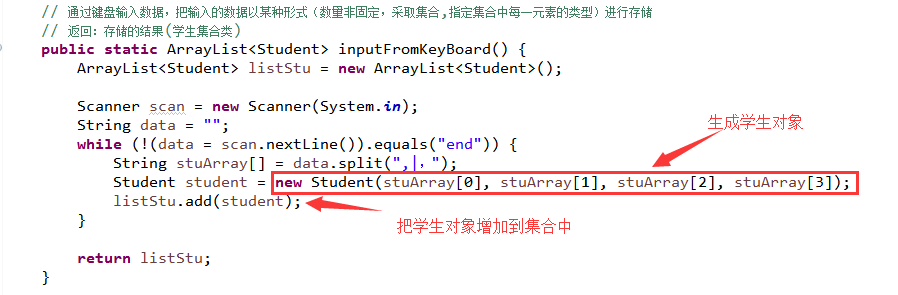 // 通过键盘输入数据，把输入的数据以某种形式（数量非固定，采取集合,指定集合中每一元素的类型）进行存储
// 返回：存储的结果(学生集合类)
public static ArrayList<Student> inputFromKeyBoard() {
ArrayList<Student> listStu = new ArrayList<Student>();
Scanner scan = new Scanner(System.in);
String data = "";
生成学生对象
while (!(data = scan.nextLine()).equals("end")) {
String stuArray[] = data.split(",|，");
Student student = new Student(stuArray[0], stuArray[1], stuArray[2], stuArray[3]);
listStu.add(student);
把学生对象增加到集合中
}
return listStu;
}